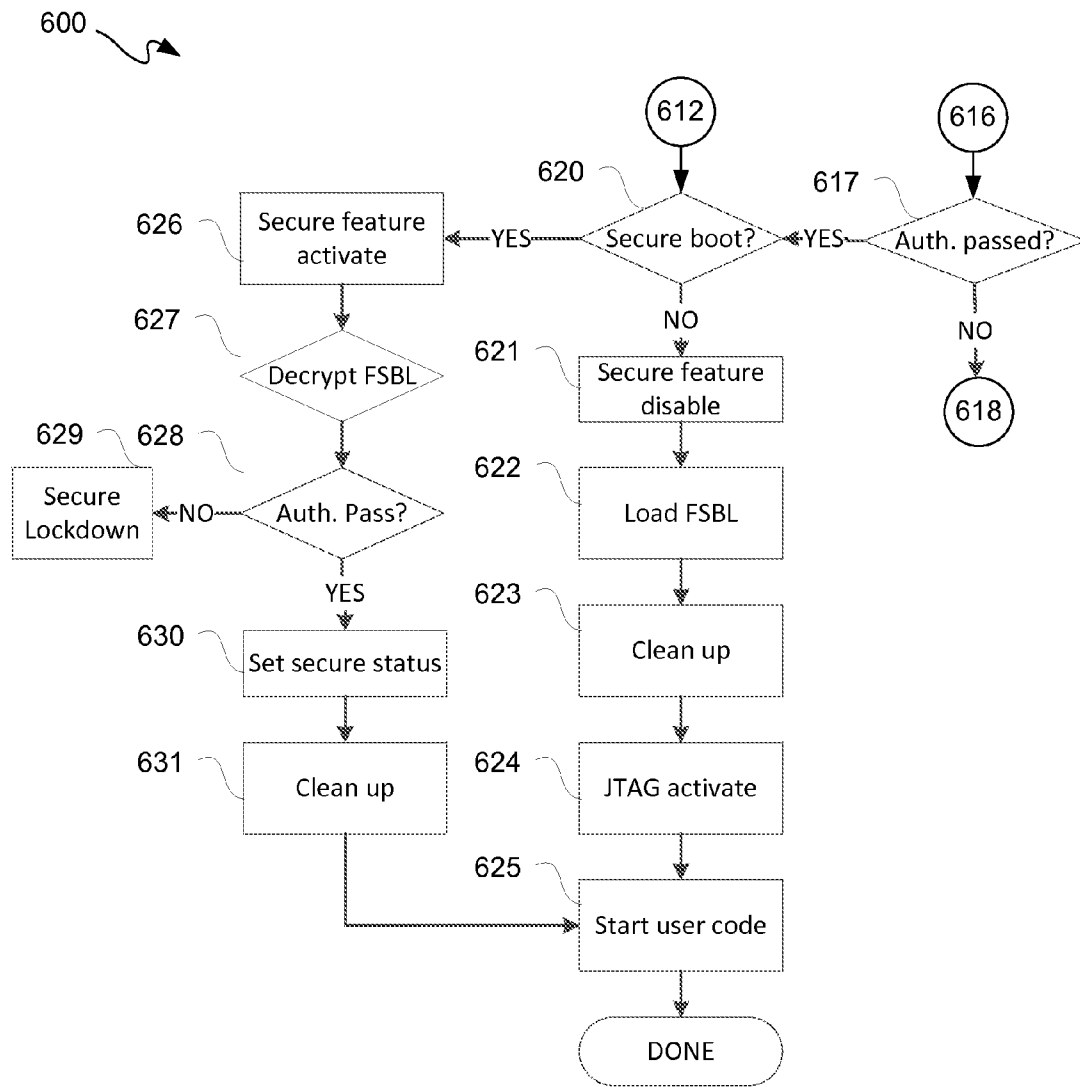 600
612
616
620
617
626
Secure feature
activate
YES
Secure boot?
YES
Auth. passed?
627
NO
NO
621
Decrypt FSBL
Secure feature
disable
618
629
628
622
Secure
Lockdown
NO
Auth. Pass?
Load FSBL
YES
623
630
Set secure status
Clean up
631
624
Clean up
JTAG activate
625
Start user code
DONE